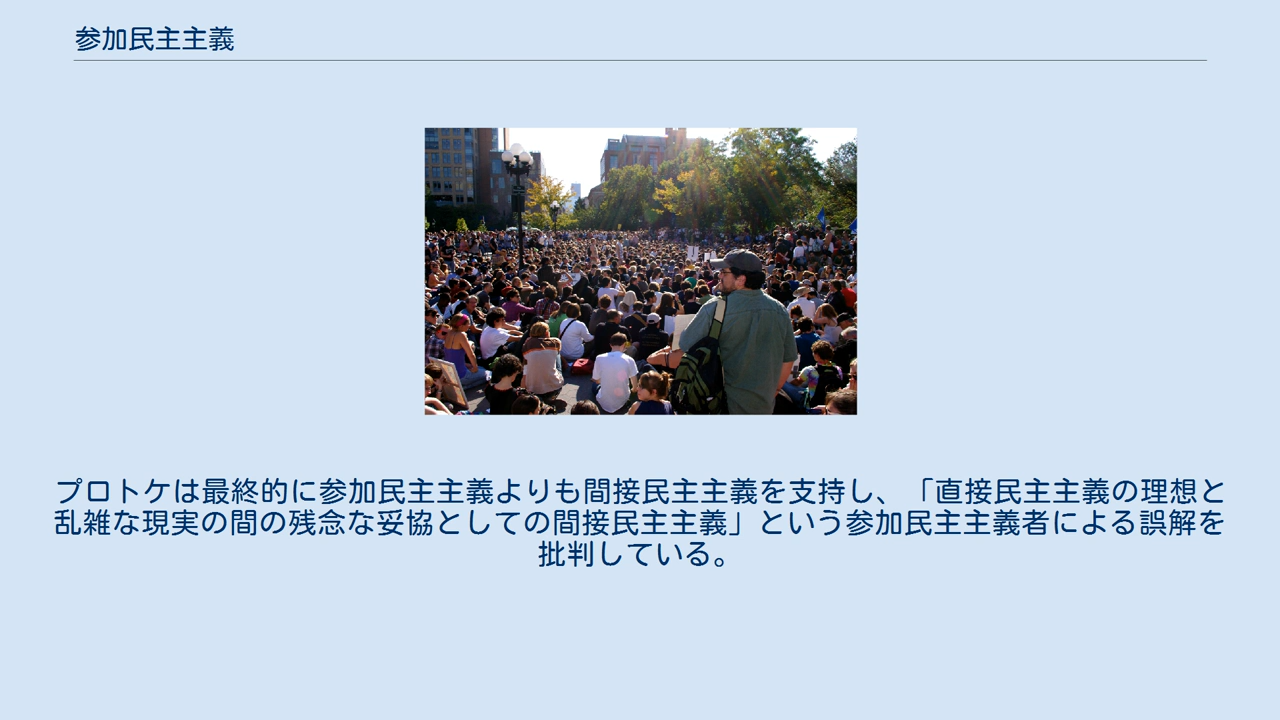 参加民主主義
プロトケは最終的に参加民主主義よりも間接民主主義を支持し、「直接民主主義の理想と
乱雑な現実の間の残念な妥協としての間接民主主義」という参加民主主義者による誤解を
批判している。